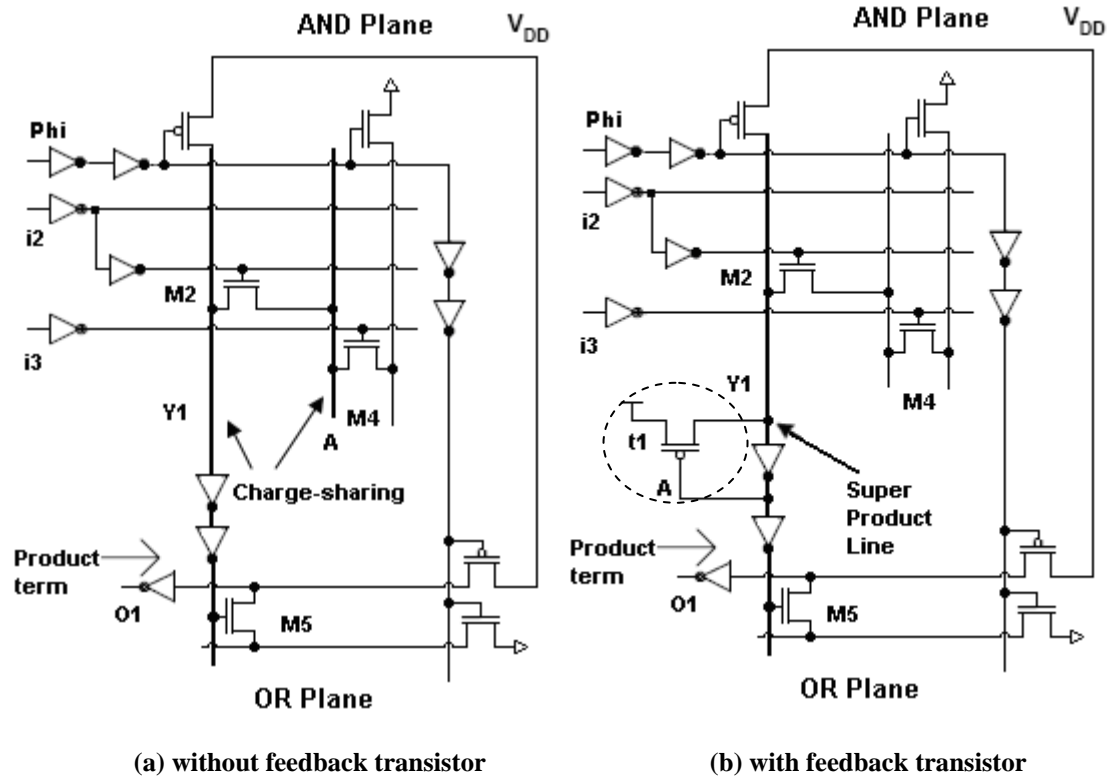 AND Plane
VDD
Phi
i2
M2
i3
Y1
M4
A
Charge-sharing
Product
term
O1
M5
OR Plane
(a) without feedback transistor
AND Plane
VDD
Phi
i2
M2
i3
Y1
M4
t1
A
Super
Product
Line
Product
term
O1
M5
OR Plane
(b) with feedback transistor